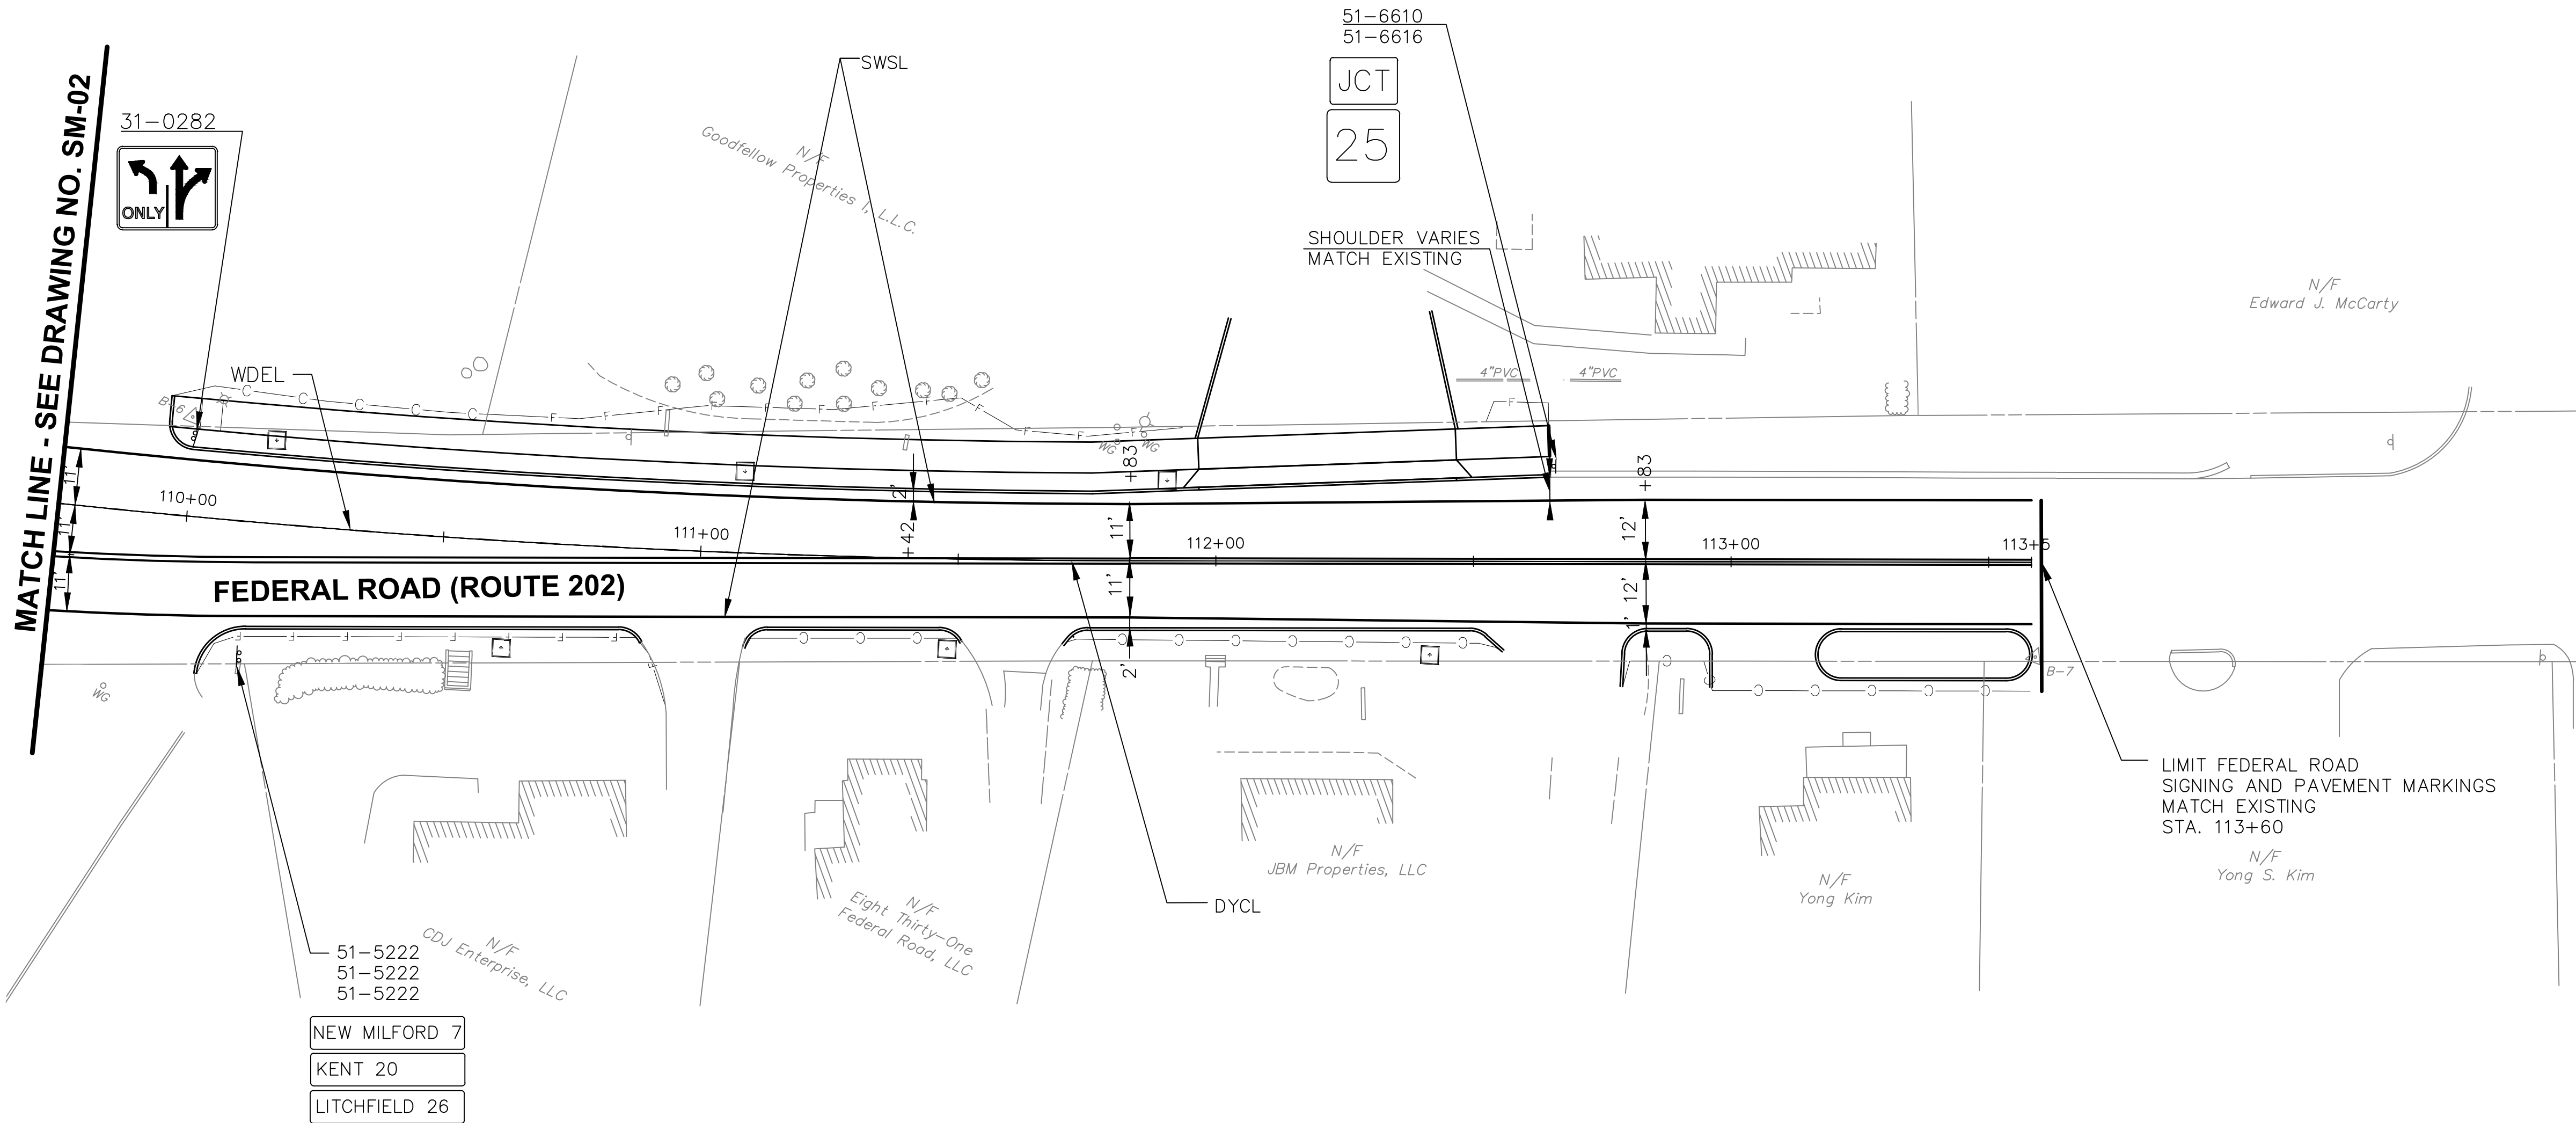 MATCH LINE - SEE DRAWING NO. SM-02
31-0282
ONLY
SWSL
51-6610
51-6616
JCT
25
SHOULDER VARIES
MATCH EXISTING
N/F
Goodfellow Properties I, L.L.C.
N/F
Edward J. McCarty
WDEL
B-6
C C C C C F F F F F F F F F F F
WG
WG
4"PVC
4"PVC
F
+83
+83
2'
+42
11'
11'
11'
110+00
111+00
11'
11'
112+00
12'
12'
113+00
113+5
FEDERAL ROAD (ROUTE 202)
2'
1'
F F F F F F F
C C C
C C C C C C
C
C C C C C
WG
B-7
LIMIT FEDERAL ROAD
SIGNING AND PAVEMENT MARKINGS
MATCH EXISTING
STA. 113+60
N/F
JBM Properties, LLC
N/F
Yong Kim
N/F
Yong S. Kim
DYCL
N/F
Eight Thirty-One
Federal Road, LLC
N/F
CDJ Enterprise, LLC
51-5222
51-5222
51-5222
NEW MILFORD 7
KENT 20
LITCHFIELD 26